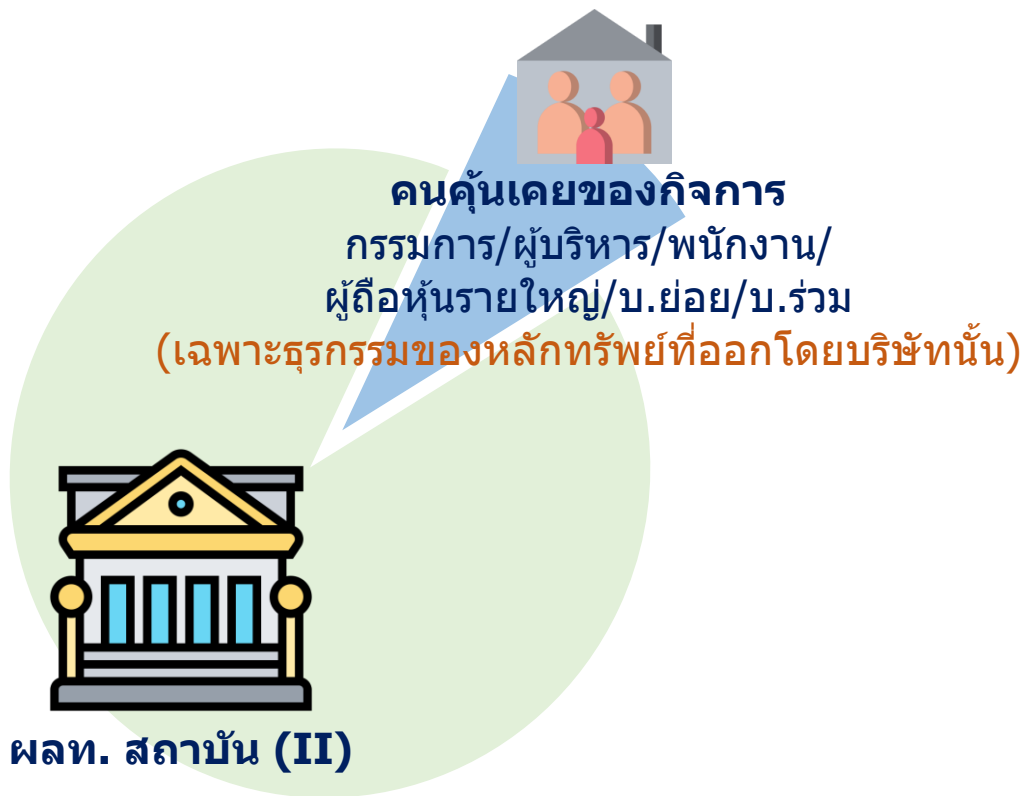 คนคุ้นเคยของกิจการ
กรรมการ/ผู้บริหาร/พนักงาน/
ผู้ถือหุ้นรายใหญ่/บ.ย่อย/บ.ร่วม
(เฉพาะธุรกรรมของหลักทรัพย์ที่ออกโดยบริษัทนั้น)
ผลท. สถาบัน (II)